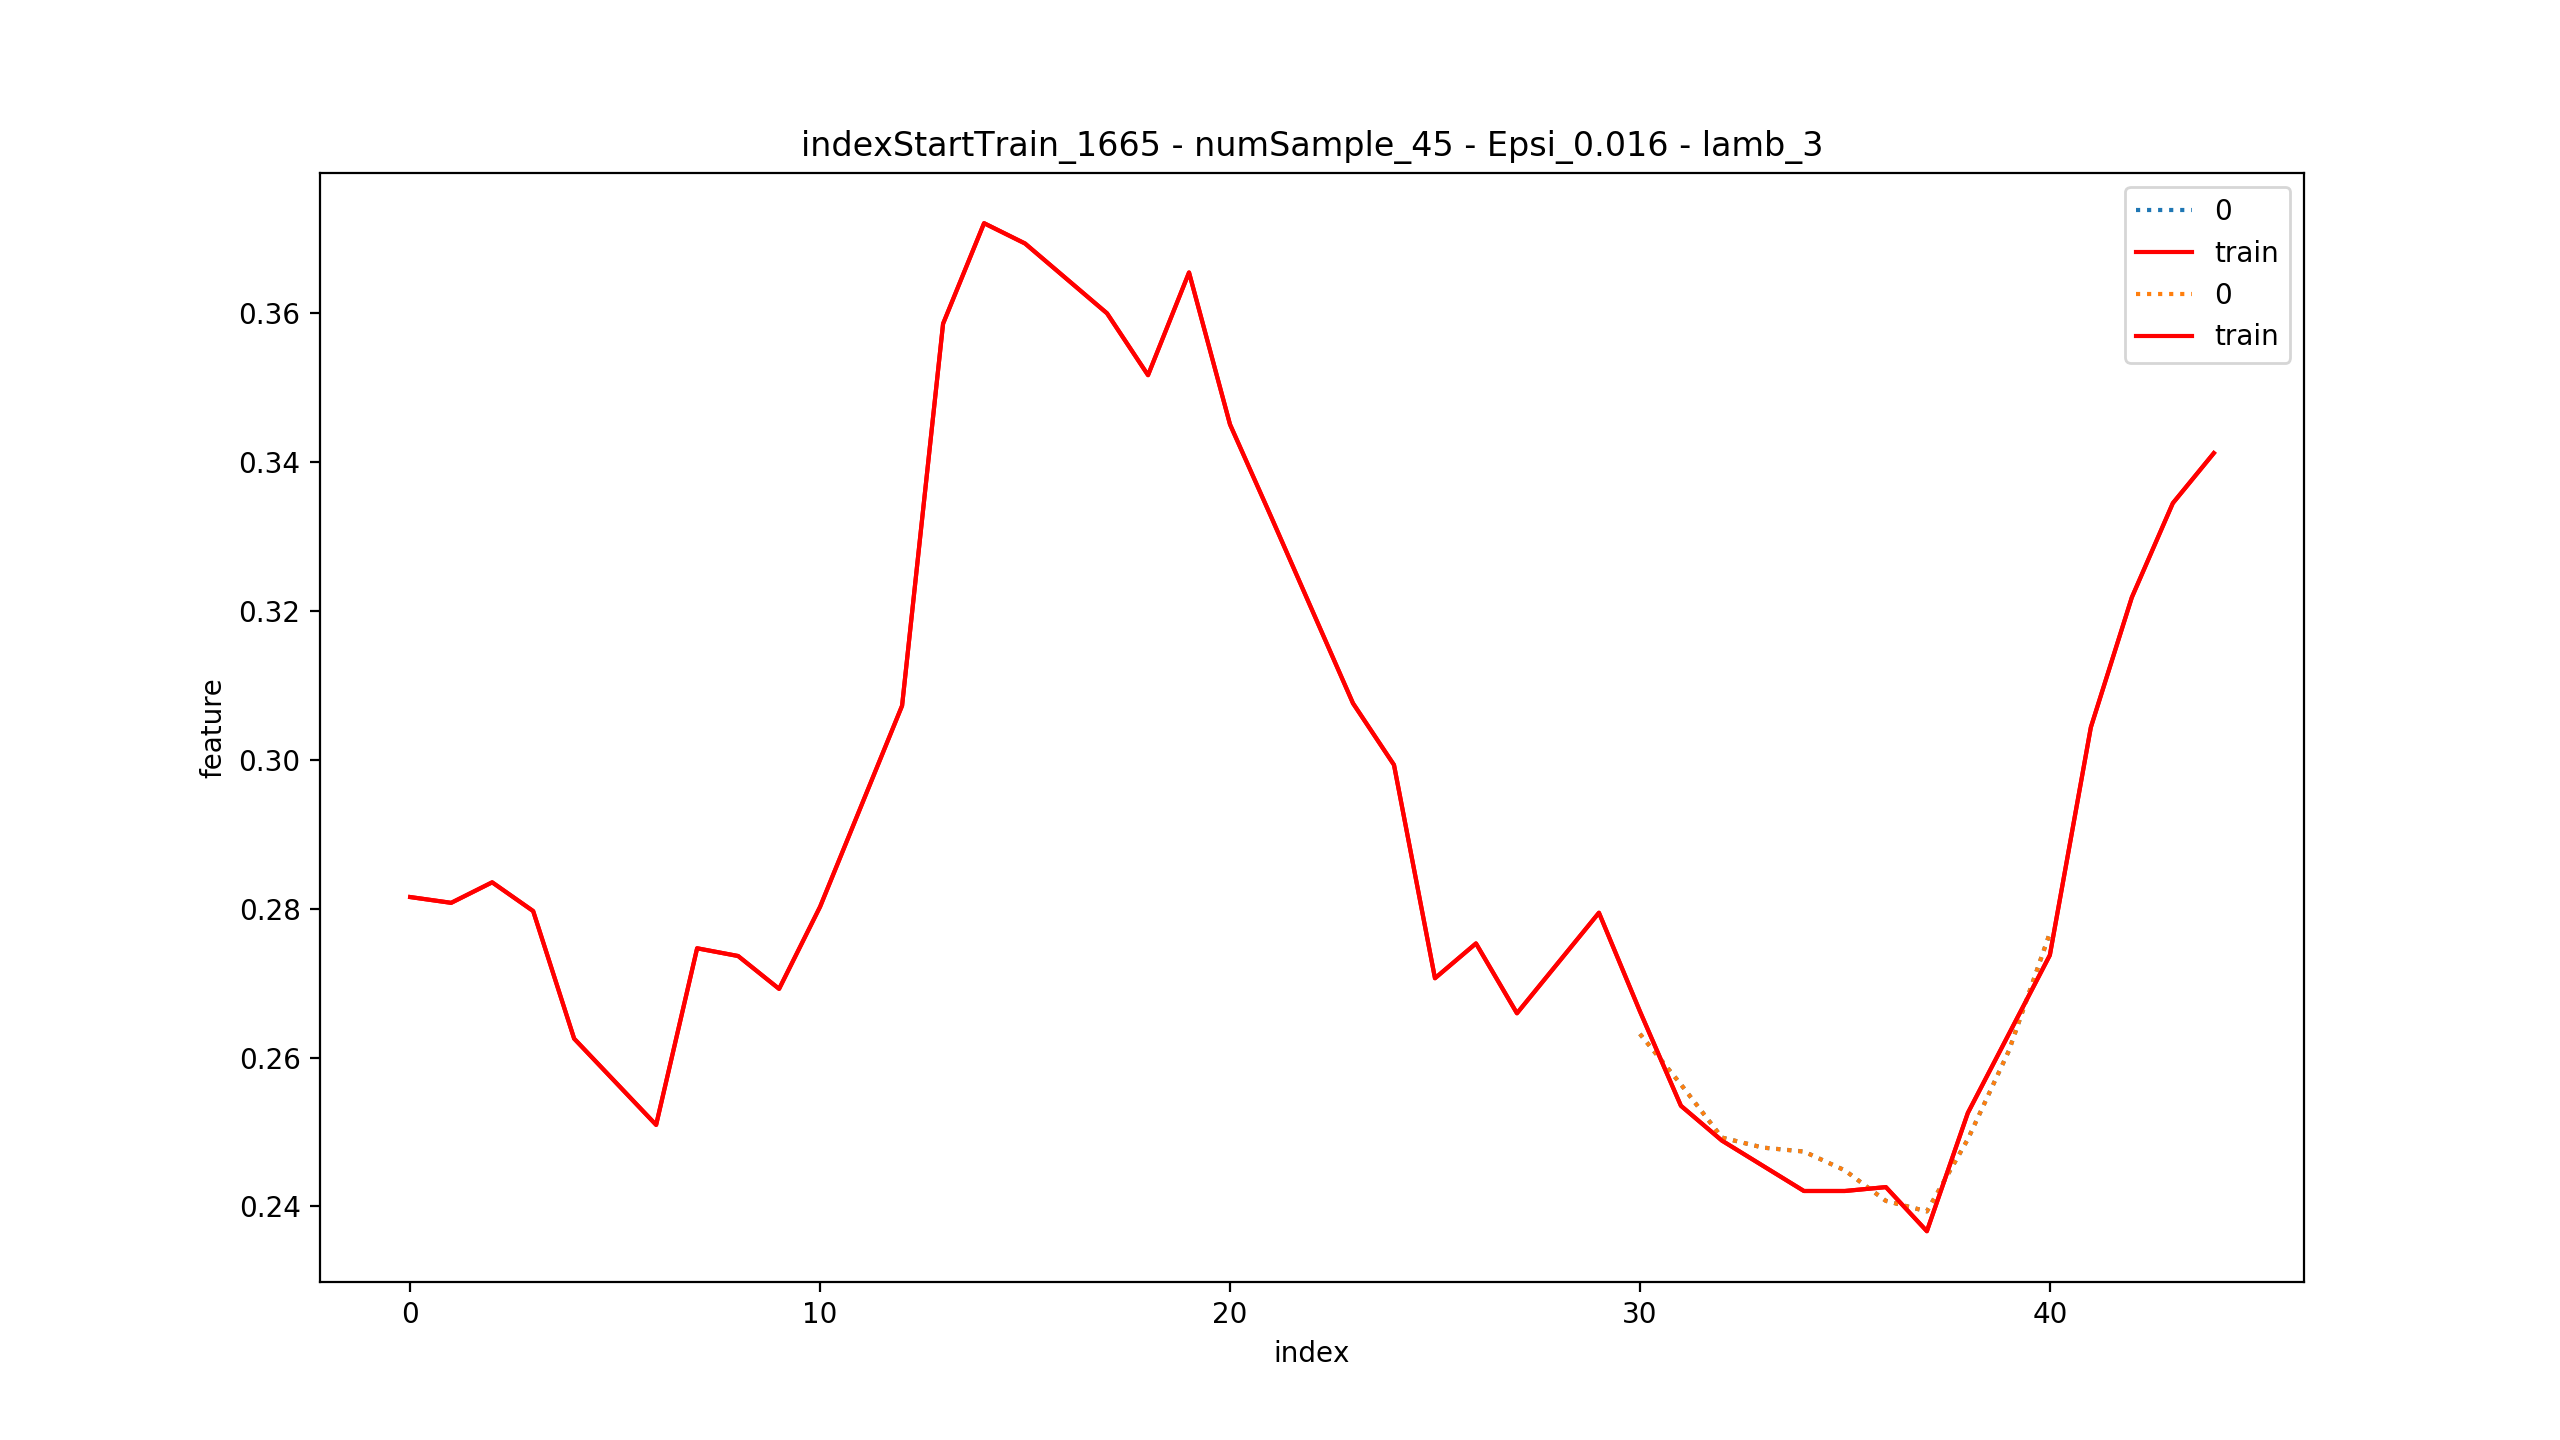 indexStartTrain_1665 - numSample_45 - Epsi_0.016 - lamb_3
0
train
0
train
0.36
0.34
0.32
0.30
0.28
0.26
0.24
feature
0 10 20 30 40
index